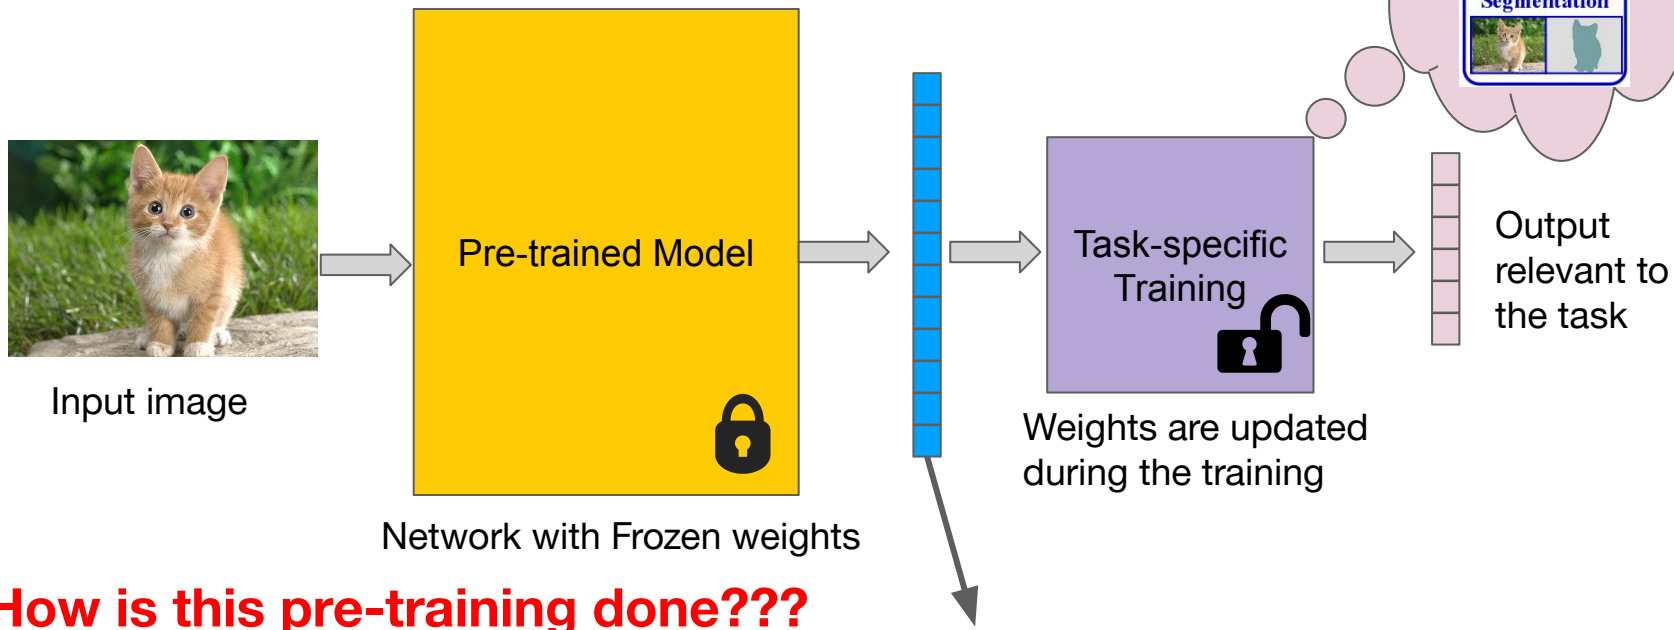 Segmentation
Pre-trained Model
Task-specific
Training
Output
relevant to
the task
Input image
Weights are updated
during the training
Network with Frozen weights
How is this pre-training done???